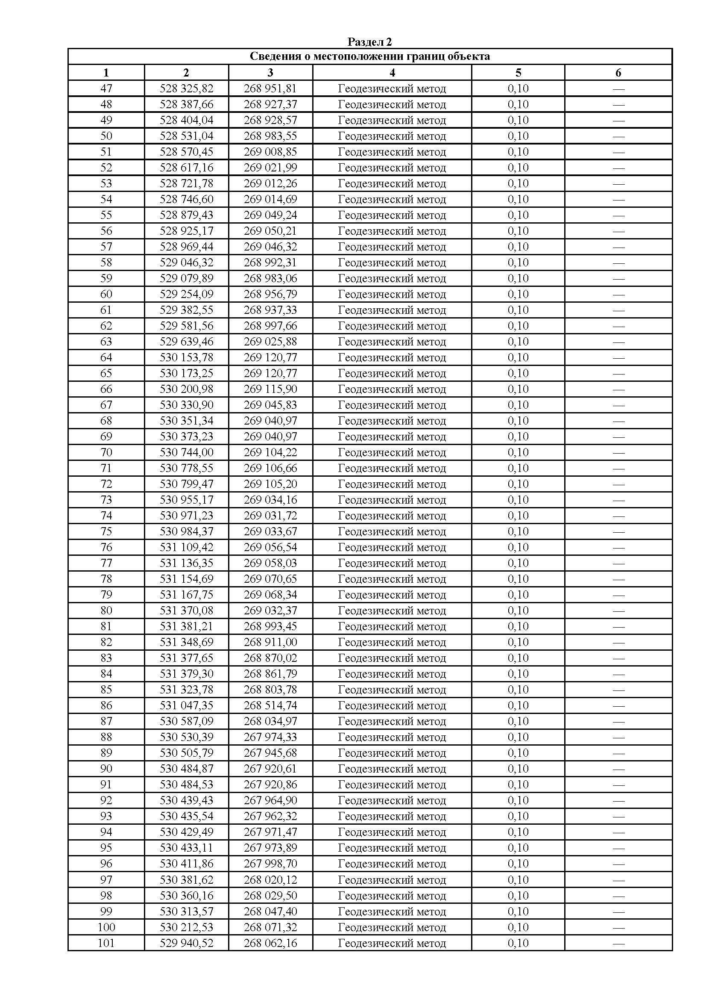 Раздел 2
Сведения о местоположении границ объекта
1 2 3 4 5 6
47 528 325,82 268 951,81 Геодезический метод 0,10 —
48 528 387,66 268 927,37 Геодезический метод 0,10 —
49 528 404,04 268 928,57 Геодезический метод 0,10 —
50 528 531,04 268 983,55 Геодезический метод 0,10 —
51 528 570,45 269 008,85 Геодезический метод 0,10 —
52 528 617,16 269 021,99 Геодезический метод 0,10 —
53 528 721,78 269 012,26 Геодезический метод 0,10 —
54 528 746,60 269 014,69 Геодезический метод 0,10 —
55 528 879,43 269 049,24 Геодезический метод 0,10 —
56 528 925,17 269 050,21 Геодезический метод 0,10 —
57 528 969,44 269 046,32 Геодезический метод 0,10 —
58 529 046,32 268 992,31 Геодезический метод 0,10 —
59 529 079,89 268 983,06 Геодезический метод 0,10 —
60 529 254,09 268 956,79 Геодезический метод 0,10 —
61 529 382,55 268 937,33 Геодезический метод 0,10 —
62 529 581,56 268 997,66 Геодезический метод 0,10 —
63 529 639,46 269 025,88 Геодезический метод 0,10 —
64 530 153,78 269 120,77 Геодезический метод 0,10 —
65 530 173,25 269 120,77 Геодезический метод 0,10 —
66 530 200,98 269 115,90 Геодезический метод 0,10 —
67 530 330,90 269 045,83 Геодезический метод 0,10 —
68 530 351,34 269 040,97 Геодезический метод 0,10 —
69 530 373,23 269 040,97 Геодезический метод 0,10 —
70 530 744,00 269 104,22 Геодезический метод 0,10 —
71 530 778,55 269 106,66 Геодезический метод 0,10 —
72 530 799,47 269 105,20 Геодезический метод 0,10 —
73 530 955,17 269 034,16 Геодезический метод 0,10 —
74 530 971,23 269 031,72 Геодезический метод 0,10 —
75 530 984,37 269 033,67 Геодезический метод 0,10 —
76 531 109,42 269 056,54 Геодезический метод 0,10 —
77 531 136,35 269 058,03 Геодезический метод 0,10 —
78 531 154,69 269 070,65 Геодезический метод 0,10 —
79 531 167,75 269 068,34 Геодезический метод 0,10 —
80 531 370,08 269 032,37 Геодезический метод 0,10 —
81 531 381,21 268 993,45 Геодезический метод 0,10 —
82 531 348,69 268 911,00 Геодезический метод 0,10 —
83 531 377,65 268 870,02 Геодезический метод 0,10 —
84 531 379,30 268 861,79 Геодезический метод 0,10 —
85 531 323,78 268 803,78 Геодезический метод 0,10 —
86 531 047,35 268 514,74 Геодезический метод 0,10 —
87 530 587,09 268 034,97 Геодезический метод 0,10 —
88 530 530,39 267 974,33 Геодезический метод 0,10 —
89 530 505,79 267 945,68 Геодезический метод 0,10 —
90 530 484,87 267 920,61 Геодезический метод 0,10 —
91 530 484,53 267 920,86 Геодезический метод 0,10 —
92 530 439,43 267 964,90 Геодезический метод 0,10 —
93 530 435,54 267 962,32 Геодезический метод 0,10 —
94 530 429,49 267 971,47 Геодезический метод 0,10 —
95 530 433,11 267 973,89 Геодезический метод 0,10 —
96 530 411,86 267 998,70 Геодезический метод 0,10 —
97 530 381,62 268 020,12 Геодезический метод 0,10 —
98 530 360,16 268 029,50 Геодезический метод 0,10 —
99 530 313,57 268 047,40 Геодезический метод 0,10 —
100 530 212,53 268 071,32 Геодезический метод 0,10 —
101 529 940,52 268 062,16 Геодезический метод 0,10 —